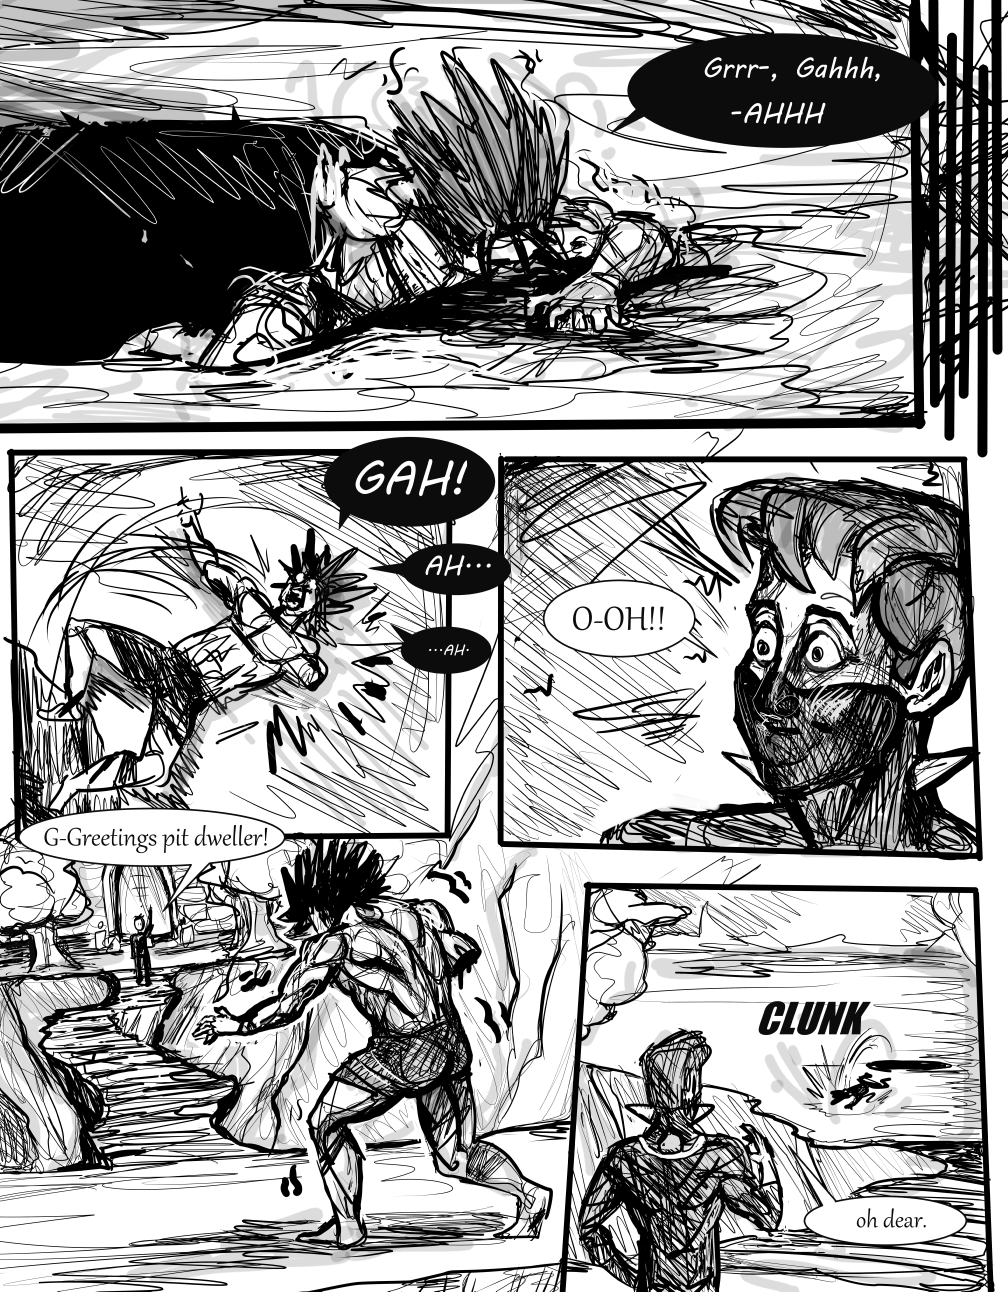 Grrr-, Gahhh,
-AHHH
GAH!
AH...
...AH.
O-OH!!
G-Greetings pit dweller!
CLUNK
oh dear.